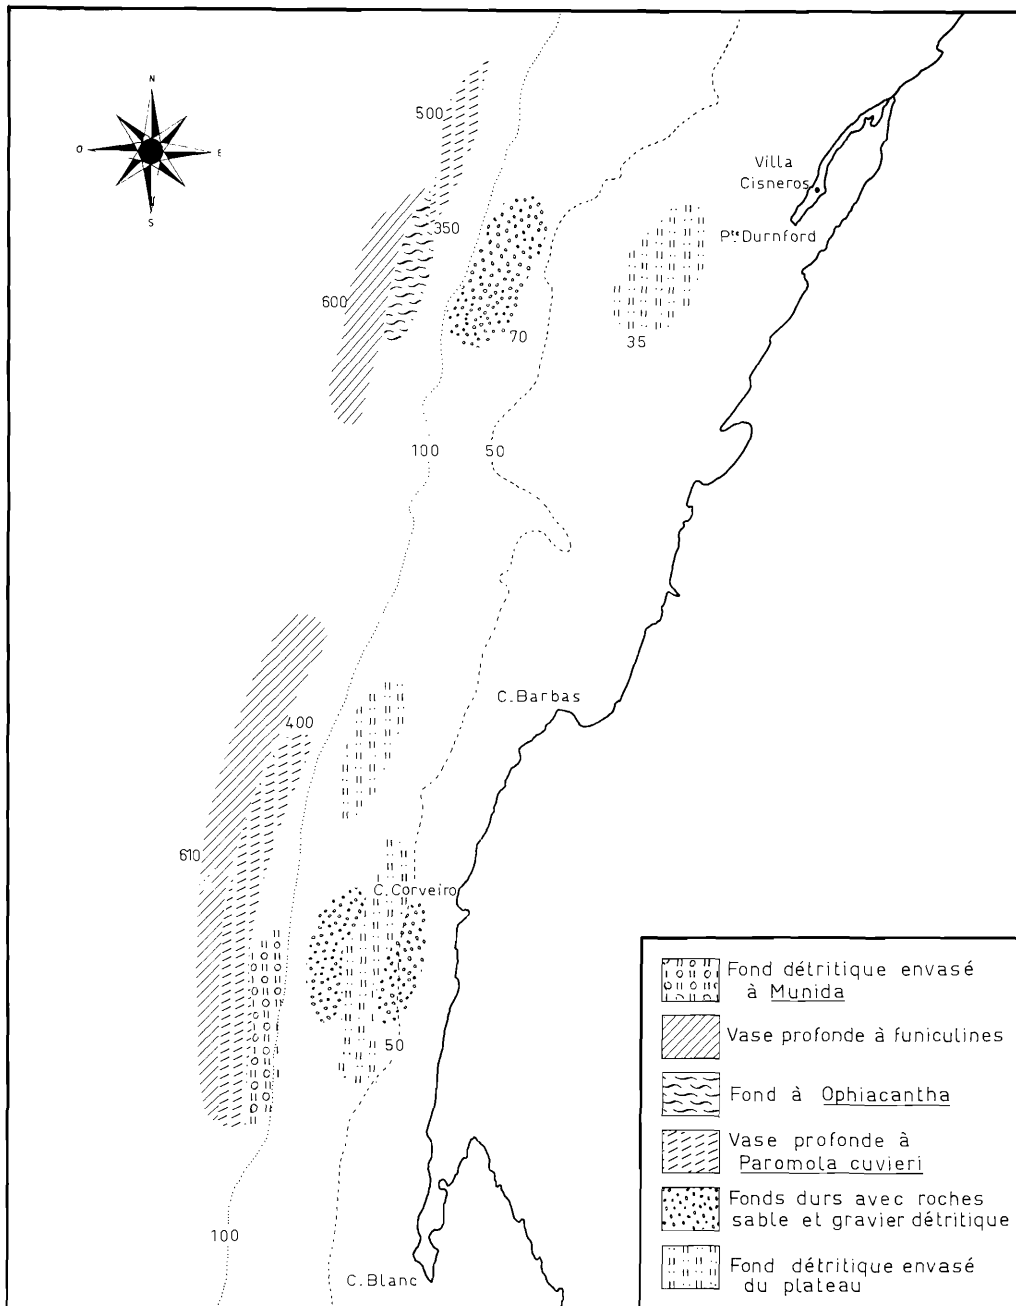 N
O
E
S
500
Villa
Cisneros
350
Pte Durnford
600
70
35
100
50
C. Barbas
400
610
C. Corveiro
50
100
C. Blanc
Fond détritique envasé
à Munida
Vase profonde à funiculines
Fond à Ophiacantha
Vase profonde à
Paromola cuvieri
Fonds durs avec roches
sable et gravier détritique
Fond détritique envasé
du plateau